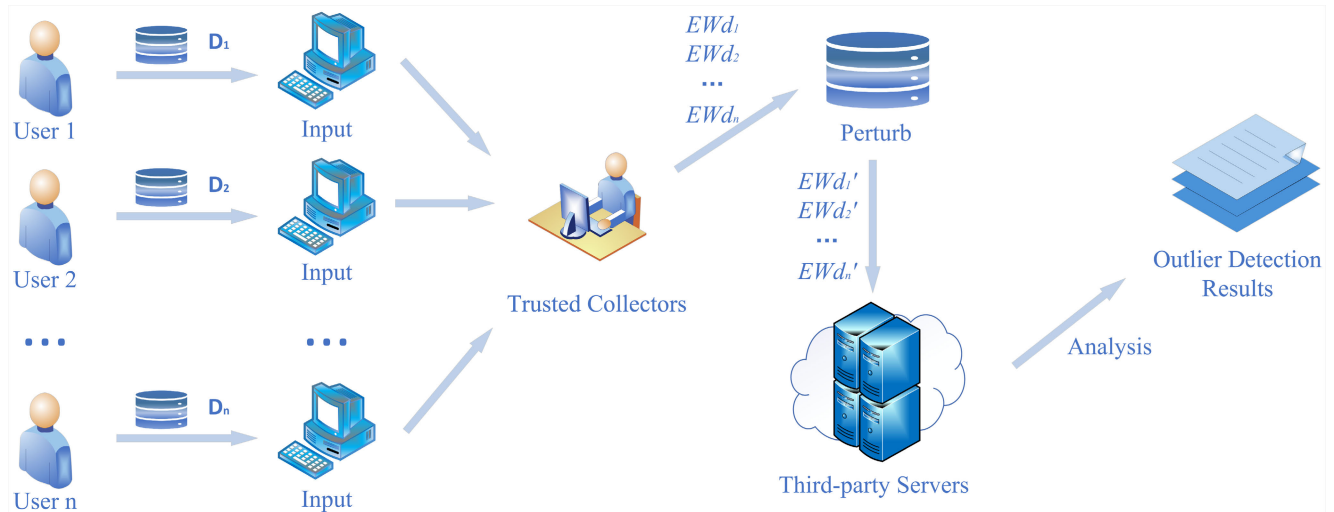 D₁
User 1
Input
D₂
User 2
Input
...
...
Dₙ
User n
Input
Trusted Collectors
EWd₁
EWd₂
...
EWdₙ
Perturb
EWd₁'
EWd₂'
...
EWdₙ'
Third-party Servers
Analysis
Outlier Detection
Results